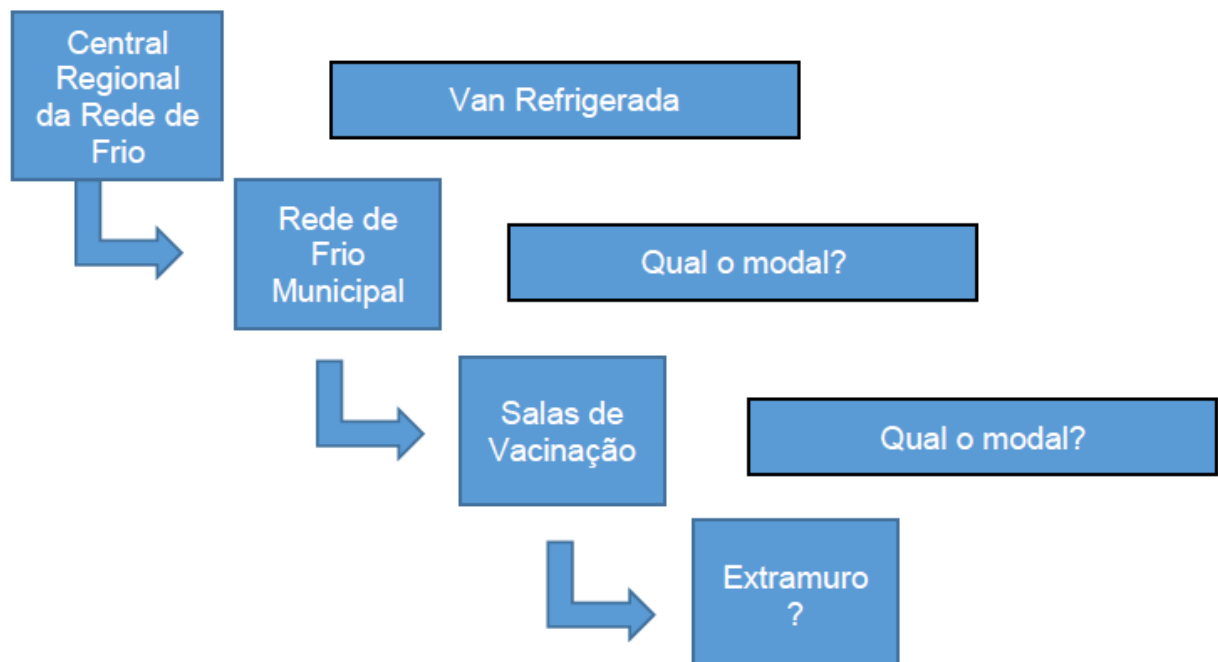 Central
Regional
da Rede de
Frio
Van Refrigerada
Rede de
Frio
Municipal
Qual o modal?
Salas de
Vacinação
Qual o modal?
Extramuro
?